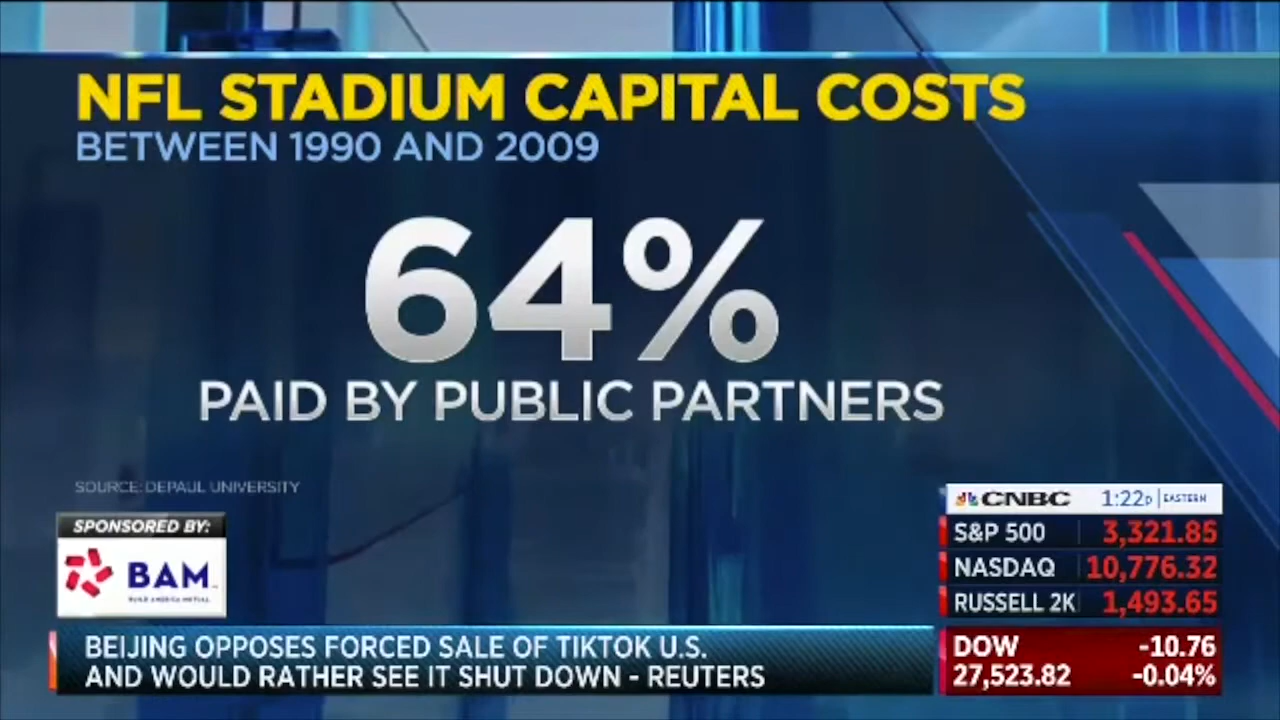 NFL STADIUM CAPITAL COSTS
BETWEEN 1990 AND 2009
64%
PAID BY PUBLIC PARTNERS
SOURCE: DEPAUL UNIVERSITY
SPONSORED BY:
BAM
BUILD AMERICA MUTUAL
CNBC 1:22P EASTERN
S&P 500 3,321.85
NASDAQ 10,776.32
RUSSELL 2K 1,493.65
DOW -10.76
27,523.82 -0.04%
BEIJING OPPOSES FORCED SALE OF TIKTOK U.S.
AND WOULD RATHER SEE IT SHUT DOWN - REUTERS